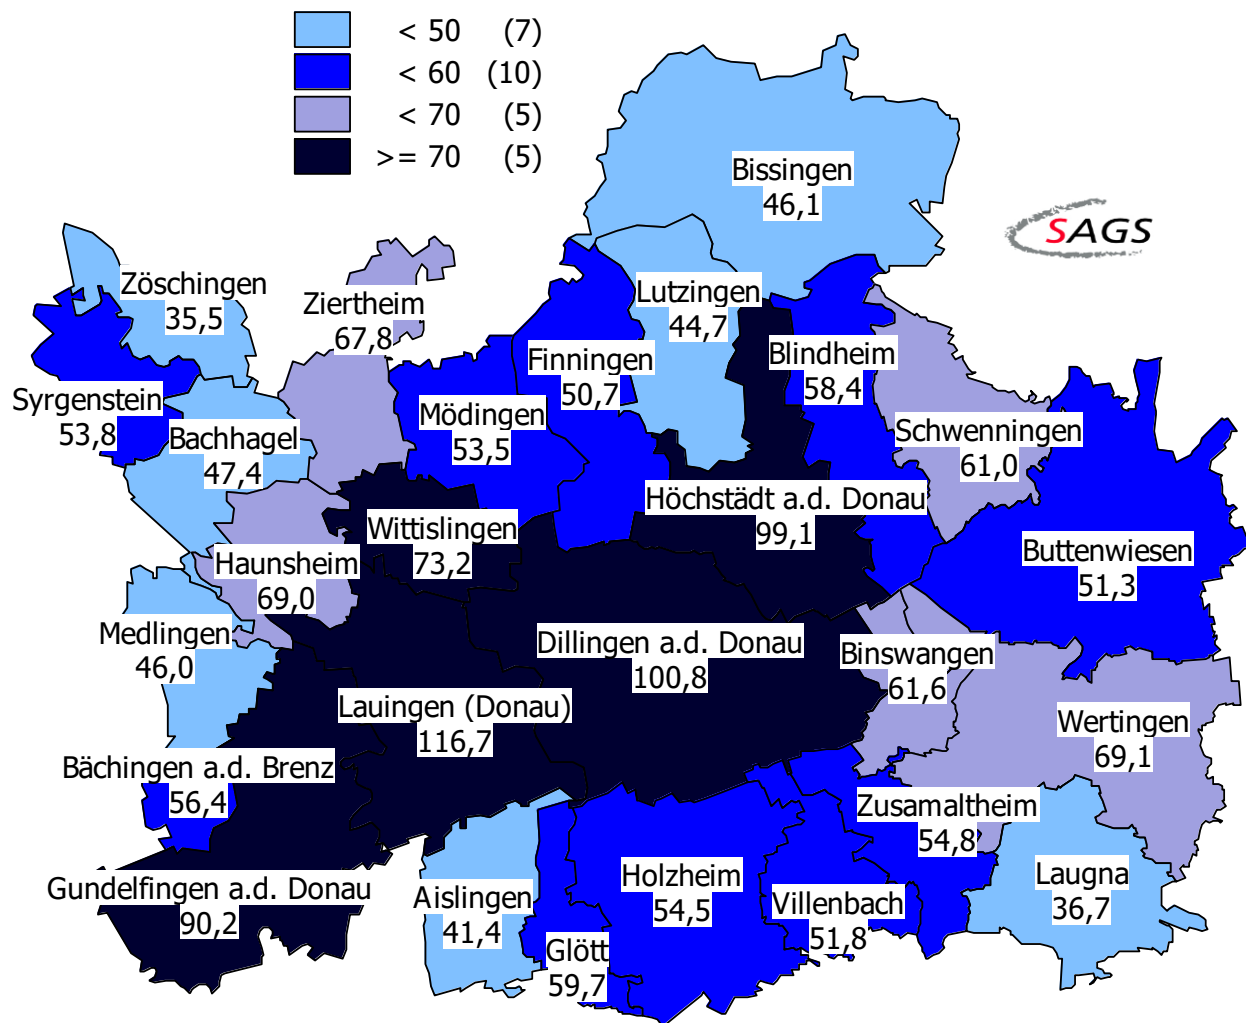 < 50 (7)
< 60 (10)
< 70 (5)
>= 70 (5)
Bissingen
46,1
SAGS
Zöschingen
35,5
Ziertheim
67,8
Lutzingen
44,7
Finningen
50,7
Blindheim
58,4
Syrgenstein
53,8
Bachhagel
47,4
Mödingen
53,5
Schwenningen
61,0
Höchstädt a.d. Donau
99,1
Wittislingen
73,2
Buttenwiesen
51,3
Haunsheim
69,0
Medlingen
46,0
Dillingen a.d. Donau
100,8
Binswangen
61,6
Lauingen (Donau)
116,7
Wertingen
69,1
Bächingen a.d. Brenz
56,4
Zusamaltheim
54,8
Gundelfingen a.d. Donau
90,2
Aislingen
41,4
Holzheim
54,5
Villenbach
51,8
Laugna
36,7
Glött
59,7